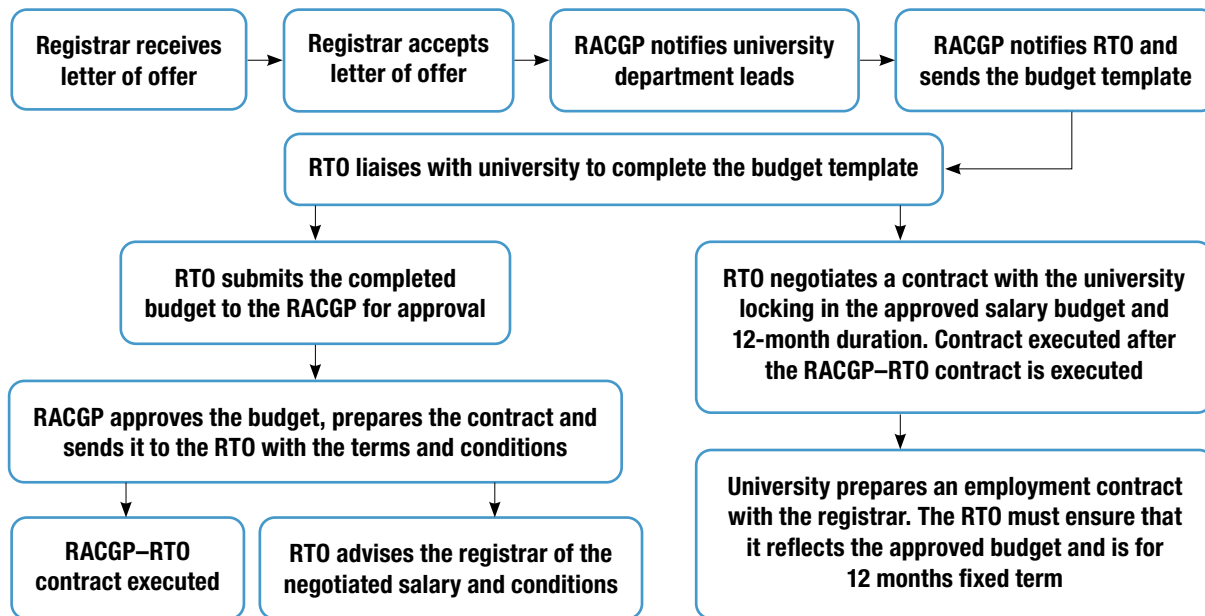 Registrar receives
letter of offer
Registrar accepts
letter of offer
RACGP notifies university
department leads
RACGP notifies RTO and
sends the budget template
RTO liaises with university to complete the budget template
RTO submits the completed
budget to the RACGP for approval
RTO negotiates a contract with the university
locking in the approved salary budget and
12-month duration. Contract executed after
the RACGP–RTO contract is executed
RACGP approves the budget, prepares the contract and
sends it to the RTO with the terms and conditions
RACGP–RTO
contract executed
RTO advises the registrar of the
negotiated salary and conditions
University prepares an employment contract
with the registrar. The RTO must ensure that
it reflects the approved budget and is for
12 months fixed term